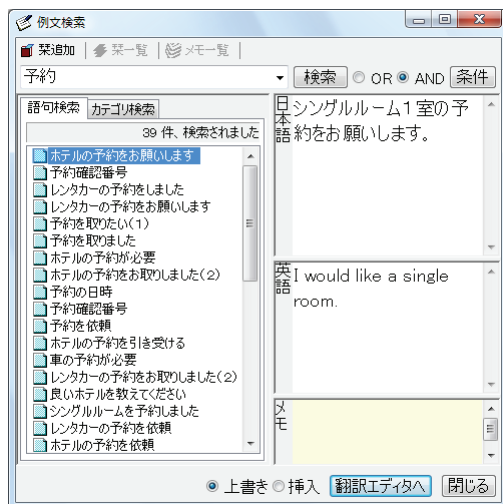 例文検索
栞追加 栞一覧 メモ一覧
予約 検索 OR AND 条件
語句検索 カテゴリ検索
39 件、検索されました
ホテルの予約をお願いします
予約確認番号
レンタカーの予約をしました
レンタカーの予約をお願いします
予約を取りたい(1)
予約を取りました
ホテルの予約が必要
ホテルの予約をお取りしました(2)
予約の日時
予約確認番号
予約を依頼
ホテルの予約を引き受ける
車の予約が必要
レンタカーの予約をお取りしました(2)
良いホテルを教えてください
シングルルームを予約しました
レンタカーの予約を依頼
ホテルの予約を依頼
日本語
シングルルーム1室の予
約をお願いします。
英語
I would like a single
room.
メモ
上書き 挿入 翻訳エディタへ 閉じる